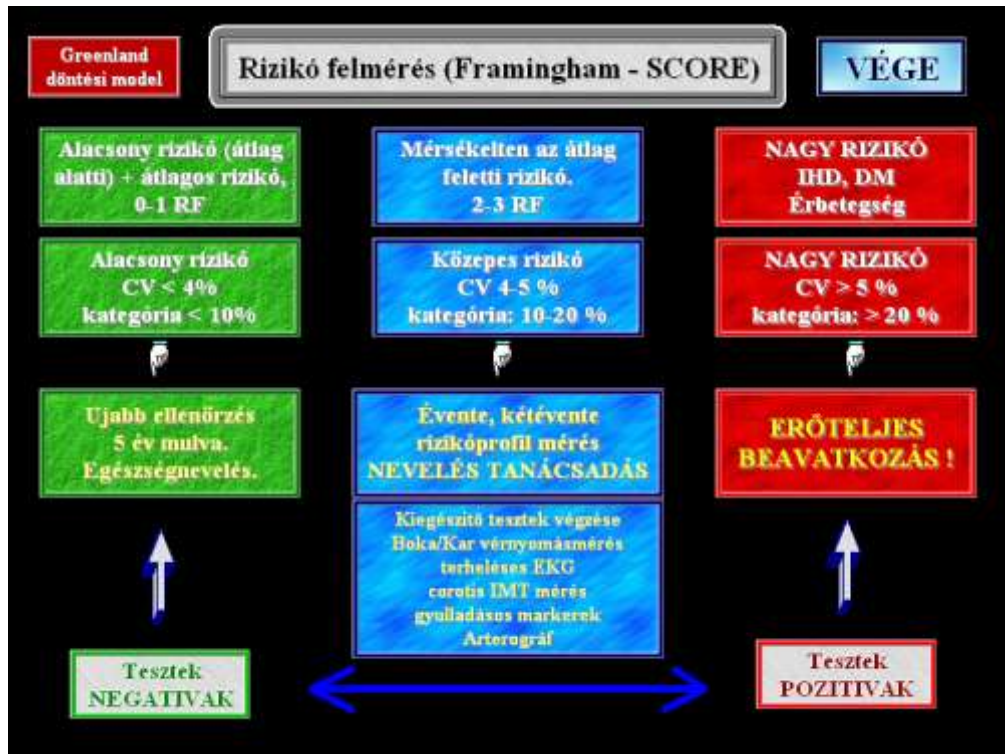 Greenland
döntési model
Rizikó felmérés (Framingham - SCORE)
VÉGE
Alacsony rizikó (átlag
alatti) + átlagos rizikó,
0-1 RF
Mérsékelten az átlag
feletti rizikó.
2-3 RF
NAGY RIZIKÓ
IHD, DM
Érbetegség
Alacsony rizikó
CV < 4%
kategória < 10%
Közepes rizikó
CV 4-5 %
kategória: 10-20 %
NAGY RIZIKÓ
CV > 5 %
kategória: > 20 %
Ujabb ellenőrzés
5 év mulva.
Egészségnevelés.
Évente, kétévente
rizikóprofil mérés
NEVELÉS TANÁCSADÁS
ERŐTELJES
BEAVATKOZÁS !
Kiegészítő tesztek végzése
Boka/Kar vérnyomásmérés
terheléses EKG
corotis IMT mérés
gyulladásos markerek
Arterográf
Tesztek
NEGATIVAK
Tesztek
POZITIVAK